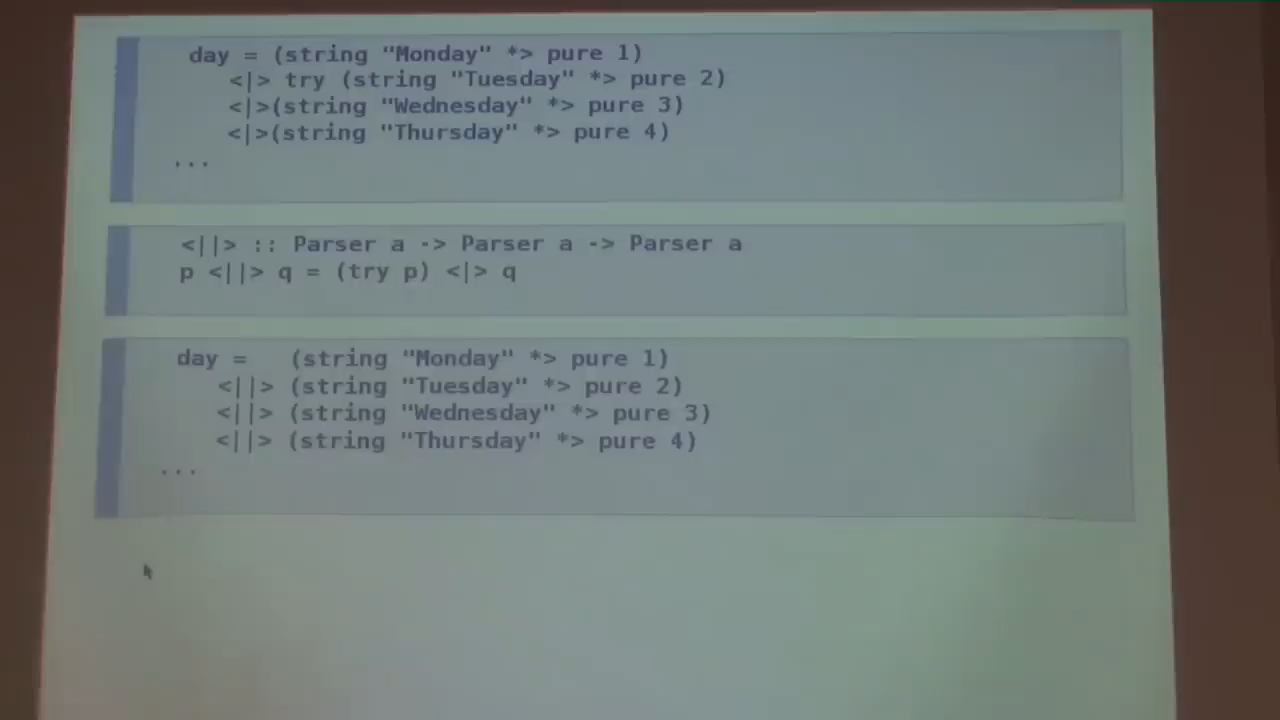 day = (string "Monday" *> pure 1)
<|> try (string "Tuesday" *> pure 2)
<|>(string "Wednesday" *> pure 3)
<|>(string "Thursday" *> pure 4)
...
<||> :: Parser a -> Parser a -> Parser a
p <||> q = (try p) <|> q
day = (string "Monday" *> pure 1)
<||> (string "Tuesday" *> pure 2)
<||> (string "Wednesday" *> pure 3)
<||> (string "Thursday" *> pure 4)
...